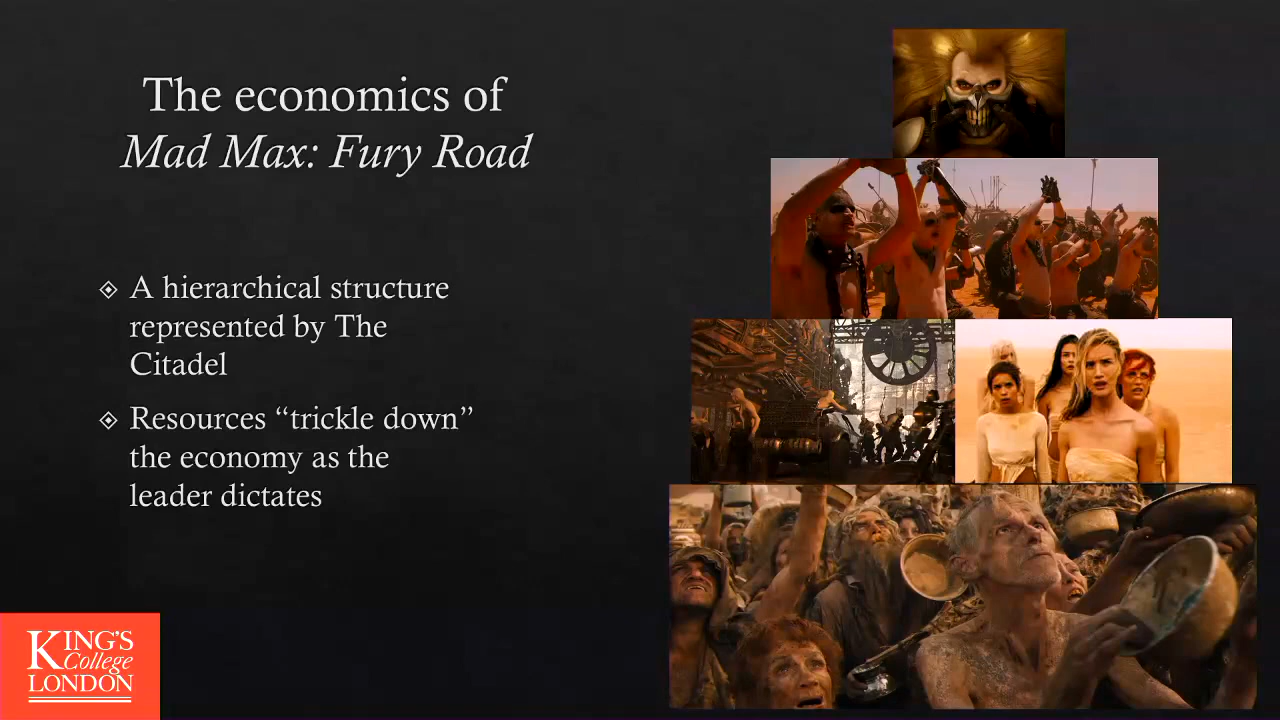 The economics of
Mad Max: Fury Road
A hierarchical structure
represented by The
Citadel
Resources “trickle down”
the economy as the
leader dictates
KING'S
College
LONDON